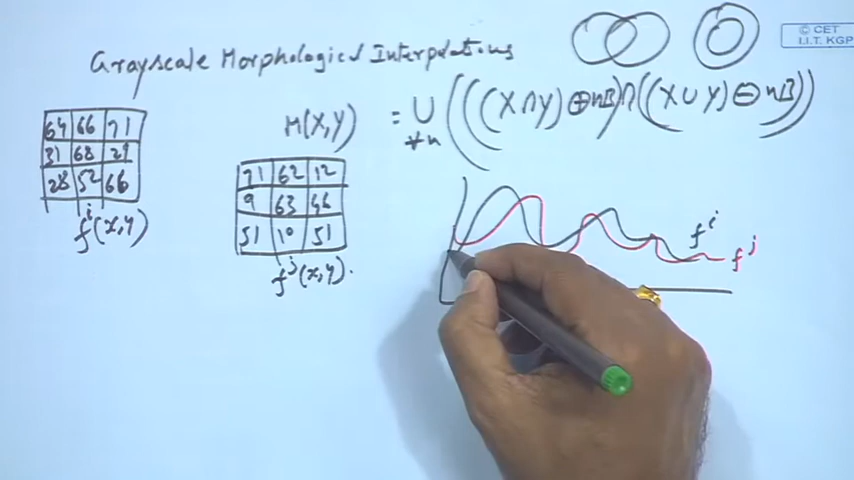 © CET
I.I.T. KGP
Grayscale Morphological Interpolations
M(X,Y) = ∪ ∀n (((X∩Y)⊕nB)∩((X∪Y)⊖nB))
64 66 71
31 68 29
28 52 66
f^i(x,y)
71 62 12
9 63 46
51 10 51
f^j(x,y).
f^i
f^j